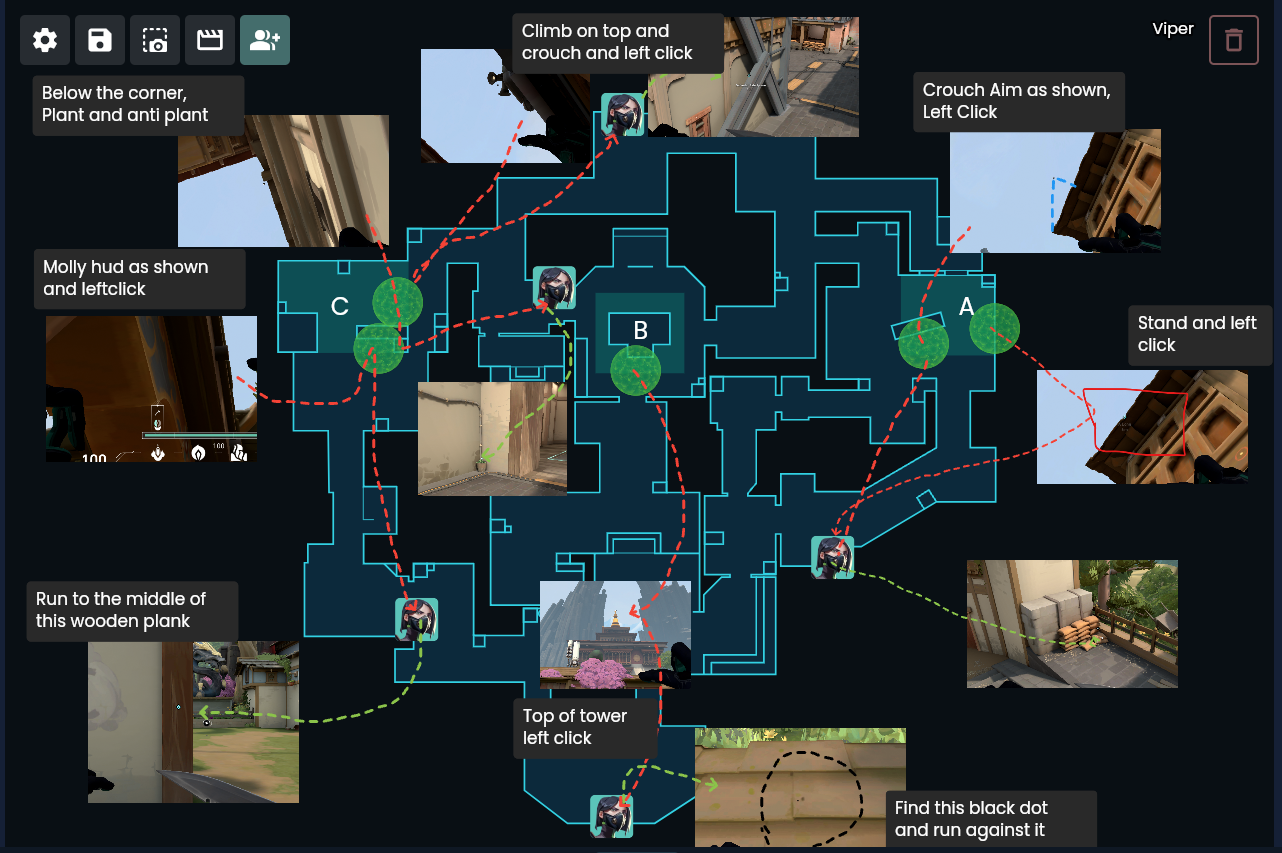 Viper
Climb on top and
crouch and left click
Below the corner,
Plant and anti plant
Crouch Aim as shown,
Left Click
Molly hud as shown
and leftclick
C
B
A
Stand and left
click
100
100
Run to the middle of
this wooden plank
Top of tower
left click
Find this black dot
and run against it